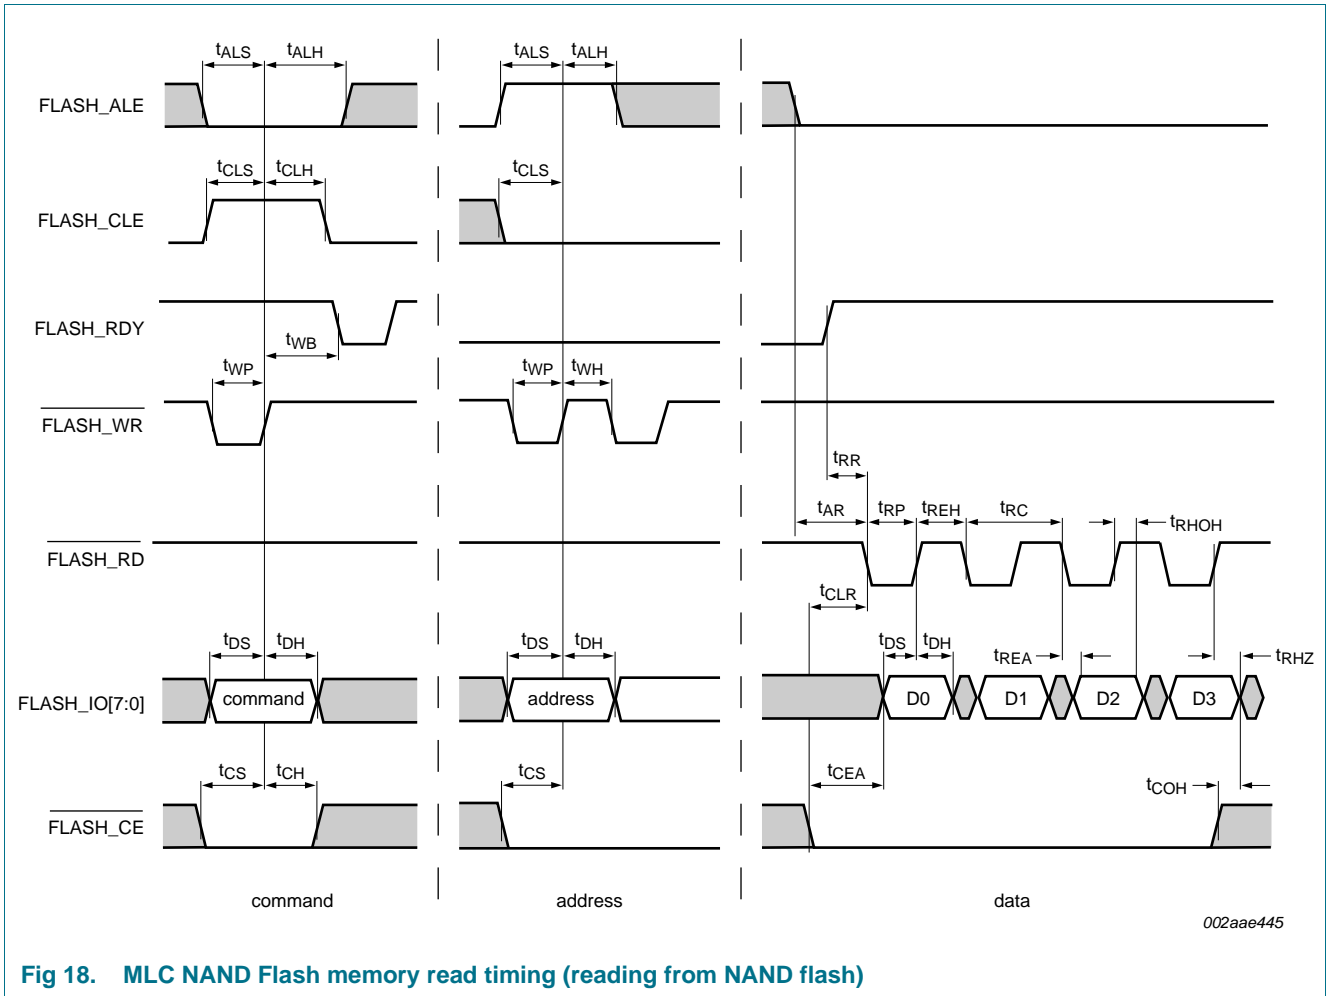 tALS tALH tALS tALH
FLASH_ALE
tCLS tCLH tCLS
FLASH_CLE
FLASH_RDY
tWB
tWP tWP tWH
FLASH_WR
tRR
tAR tRP tREH tRC tRHOH
FLASH_RD
tCLR
tDS tDH tDS tDH tDS tDH
tREA tRHZ
FLASH_IO[7:0] command address D0 D1 D2 D3
tCS tCH tCS tCEA
tCOH
FLASH_CE
command address data
002aae445
Fig 18. MLC NAND Flash memory read timing (reading from NAND flash)